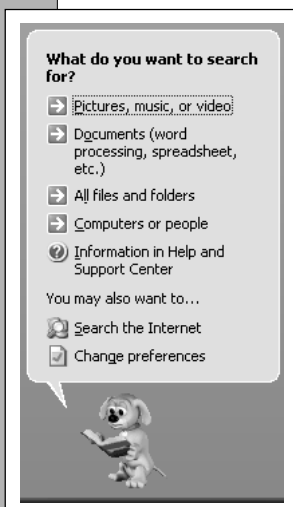 What do you want to search
for?
Pictures, music, or video
Documents (word
processing, spreadsheet,
etc.)
All files and folders
Computers or people
Information in Help and
Support Center
You may also want to...
Search the Internet
Change preferences